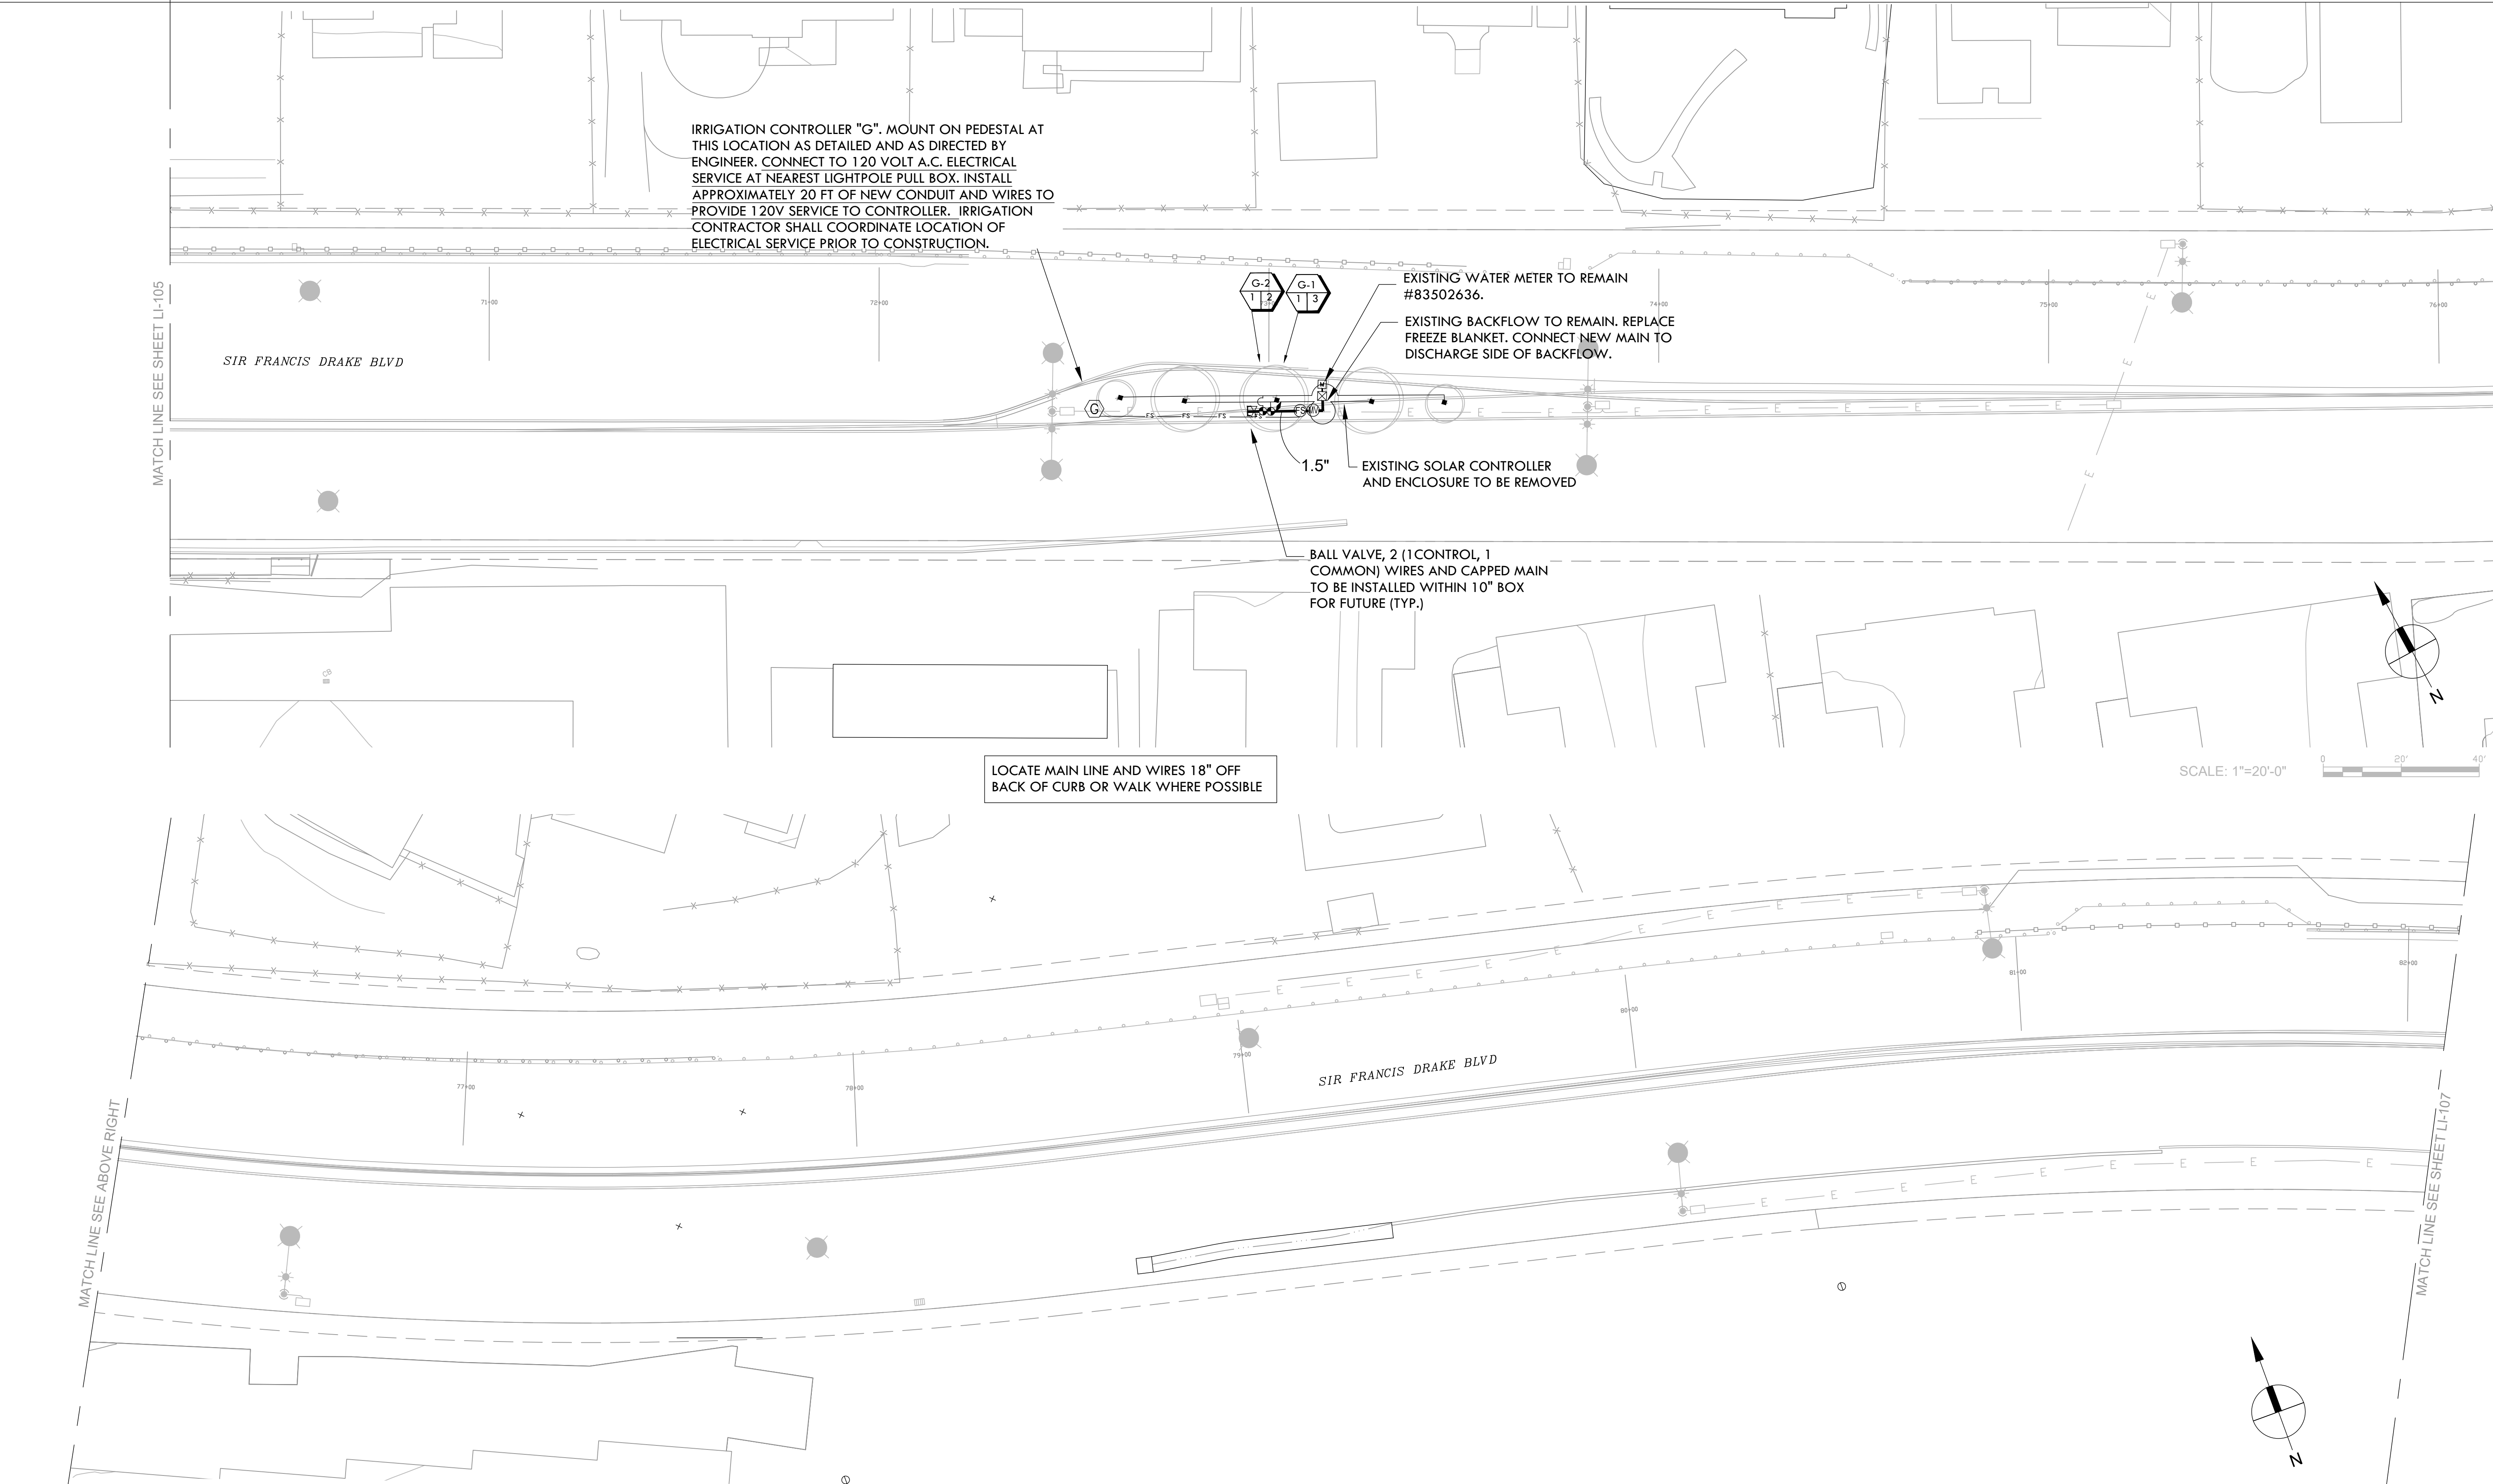 IRRIGATION CONTROLLER "G". MOUNT ON PEDESTAL AT
THIS LOCATION AS DETAILED AND AS DIRECTED BY
ENGINEER. CONNECT TO 120 VOLT A.C. ELECTRICAL
SERVICE AT NEAREST LIGHTPOLE PULL BOX. INSTALL
APPROXIMATELY 20 FT OF NEW CONDUIT AND WIRES TO
PROVIDE 120V SERVICE TO CONTROLLER. IRRIGATION
CONTRACTOR SHALL COORDINATE LOCATION OF
ELECTRICAL SERVICE PRIOR TO CONSTRUCTION.
MATCH LINE SEE SHEET LI-105
71+00
72+00
74+00
75+00
76+00
G-2
1 2
G-1
1 3
EXISTING WATER METER TO REMAIN
#83502636.
EXISTING BACKFLOW TO REMAIN. REPLACE
FREEZE BLANKET. CONNECT NEW MAIN TO
DISCHARGE SIDE OF BACKFLOW.
SIR FRANCIS DRAKE BLVD
M
G
FS FS FS FS
FS MV
E E E E E E E E E
E
E
1.5"
EXISTING SOLAR CONTROLLER
AND ENCLOSURE TO BE REMOVED
BALL VALVE, 2 (1CONTROL, 1
COMMON) WIRES AND CAPPED MAIN
TO BE INSTALLED WITHIN 10" BOX
FOR FUTURE (TYP.)
CB
N
LOCATE MAIN LINE AND WIRES 18" OFF
BACK OF CURB OR WALK WHERE POSSIBLE
SCALE: 1"=20'-0"
0 20' 40'
E E E E E E E E E E
77+00
78+00
79+00
80+00
81+00
82+00
SIR FRANCIS DRAKE BLVD
MATCH LINE SEE ABOVE RIGHT
MATCH LINE SEE SHEET LI-107
E E E E E E E E E
N